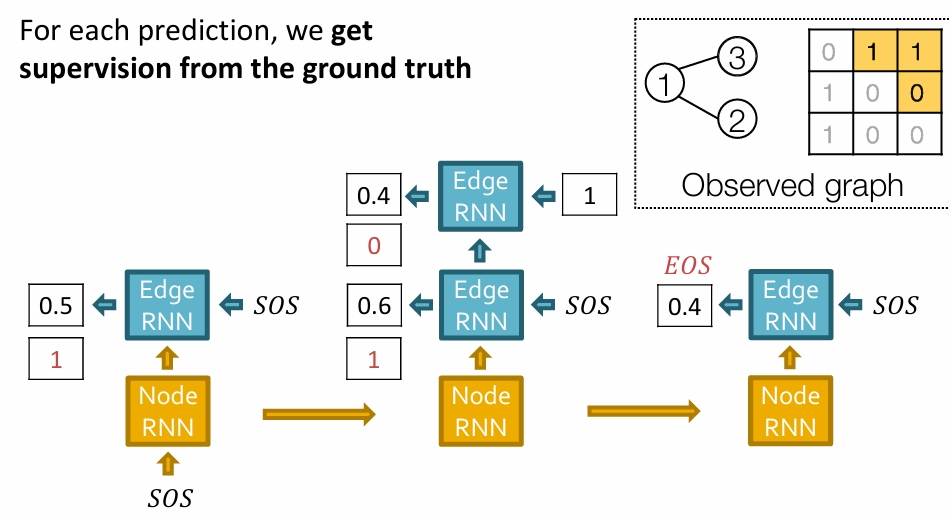 For each prediction, we get
supervision from the ground truth
3
1
2
0 1 1
1 0 0
1 0 0
Observed graph
0.4
Edge
RNN
1
0
EOS
0.5
Edge
RNN
SOS
0.6
Edge
RNN
SOS
0.4
Edge
RNN
SOS
1
1
Node
RNN
Node
RNN
Node
RNN
SOS